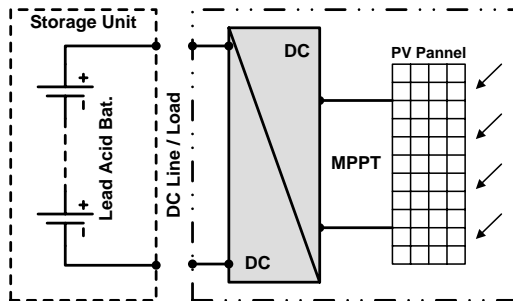 Storage Unit
+
-
Lead Acid Bat.
+
-
DC Line / Load
DC
DC
MPPT
PV Pannel